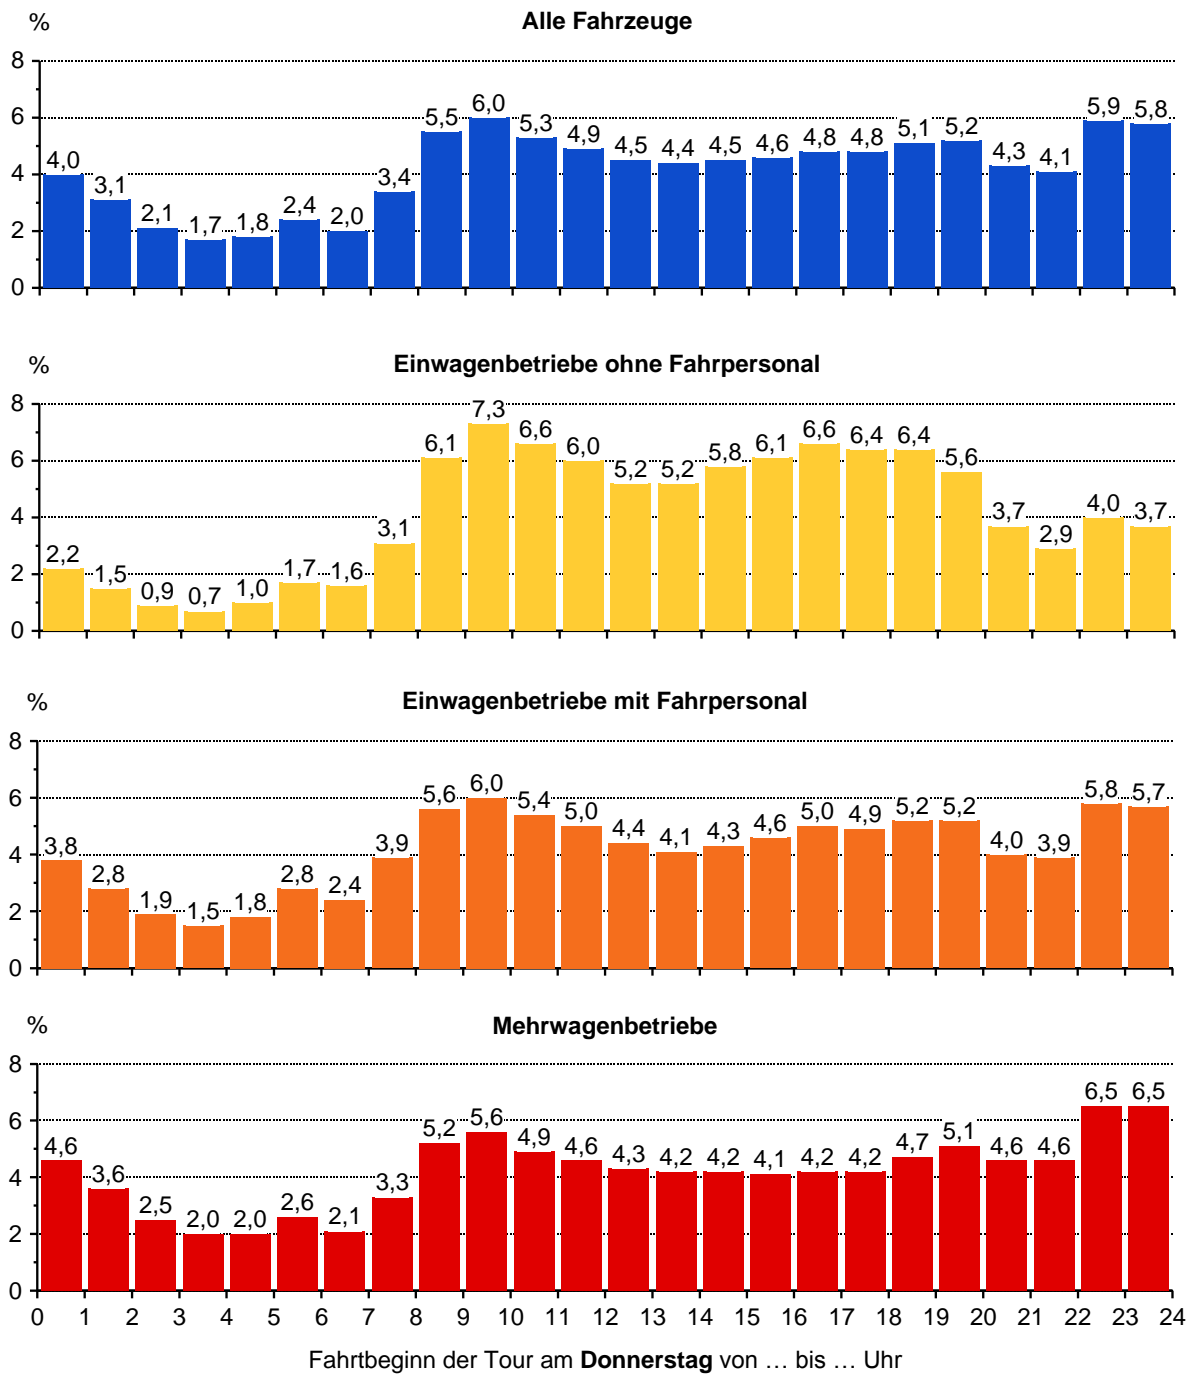 % Alle Fahrzeuge
8
6
4
2
0
4,0 3,1 2,1 1,7 1,8 2,4 2,0 3,4 5,5 6,0 5,3 4,9 4,5 4,4 4,5 4,6 4,8 4,8 5,1 5,2 4,3 4,1 5,9 5,8
% Einwagenbetriebe ohne Fahrpersonal
8
6
4
2
0
2,2 1,5 0,9 0,7 1,0 1,7 1,6 3,1 6,1 7,3 6,6 6,0 5,2 5,2 5,8 6,1 6,6 6,4 6,4 5,6 3,7 2,9 4,0 3,7
% Einwagenbetriebe mit Fahrpersonal
8
6
4
2
0
3,8 2,8 1,9 1,5 1,8 2,8 2,4 3,9 5,6 6,0 5,4 5,0 4,4 4,1 4,3 4,6 5,0 4,9 5,2 5,2 4,0 3,9 5,8 5,7
% Mehrwagenbetriebe
8
6
4
2
0
4,6 3,6 2,5 2,0 2,0 2,6 2,1 3,3 5,2 5,6 4,9 4,6 4,3 4,2 4,2 4,1 4,2 4,2 4,7 5,1 4,6 4,6 6,5 6,5
0 1 2 3 4 5 6 7 8 9 10 11 12 13 14 15 16 17 18 19 20 21 22 23 24
Fahrtbeginn der Tour am Donnerstag von … bis … Uhr